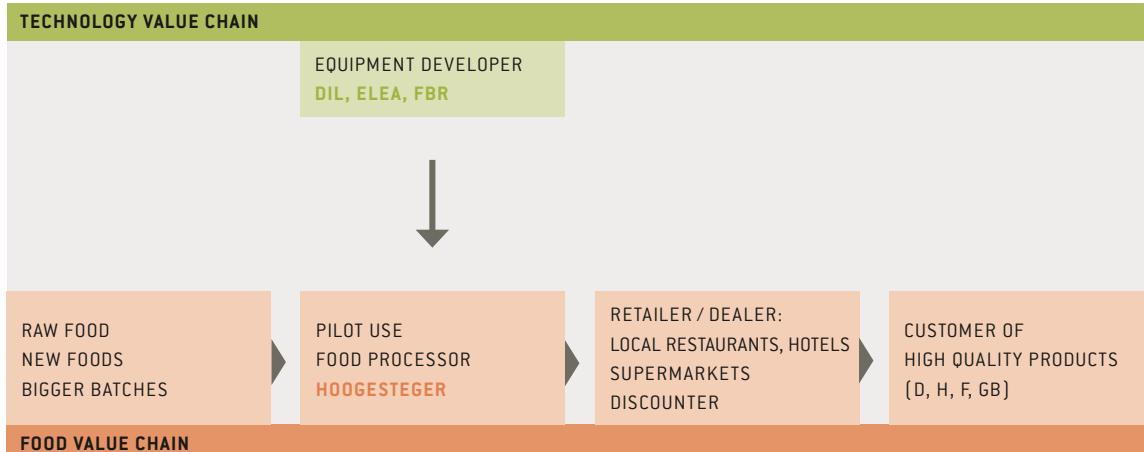 TECHNOLOGY VALUE CHAIN
EQUIPMENT DEVELOPER
DIL, ELEA, FBR
RAW FOOD
NEW FOODS
BIGGER BATCHES
PILOT USE
FOOD PROCESSOR
HOOGESTEGER
RETAILER / DEALER:
LOCAL RESTAURANTS, HOTELS
SUPERMARKETS
DISCOUNTER
CUSTOMER OF
HIGH QUALITY PRODUCTS
(D, H, F, GB)
FOOD VALUE CHAIN